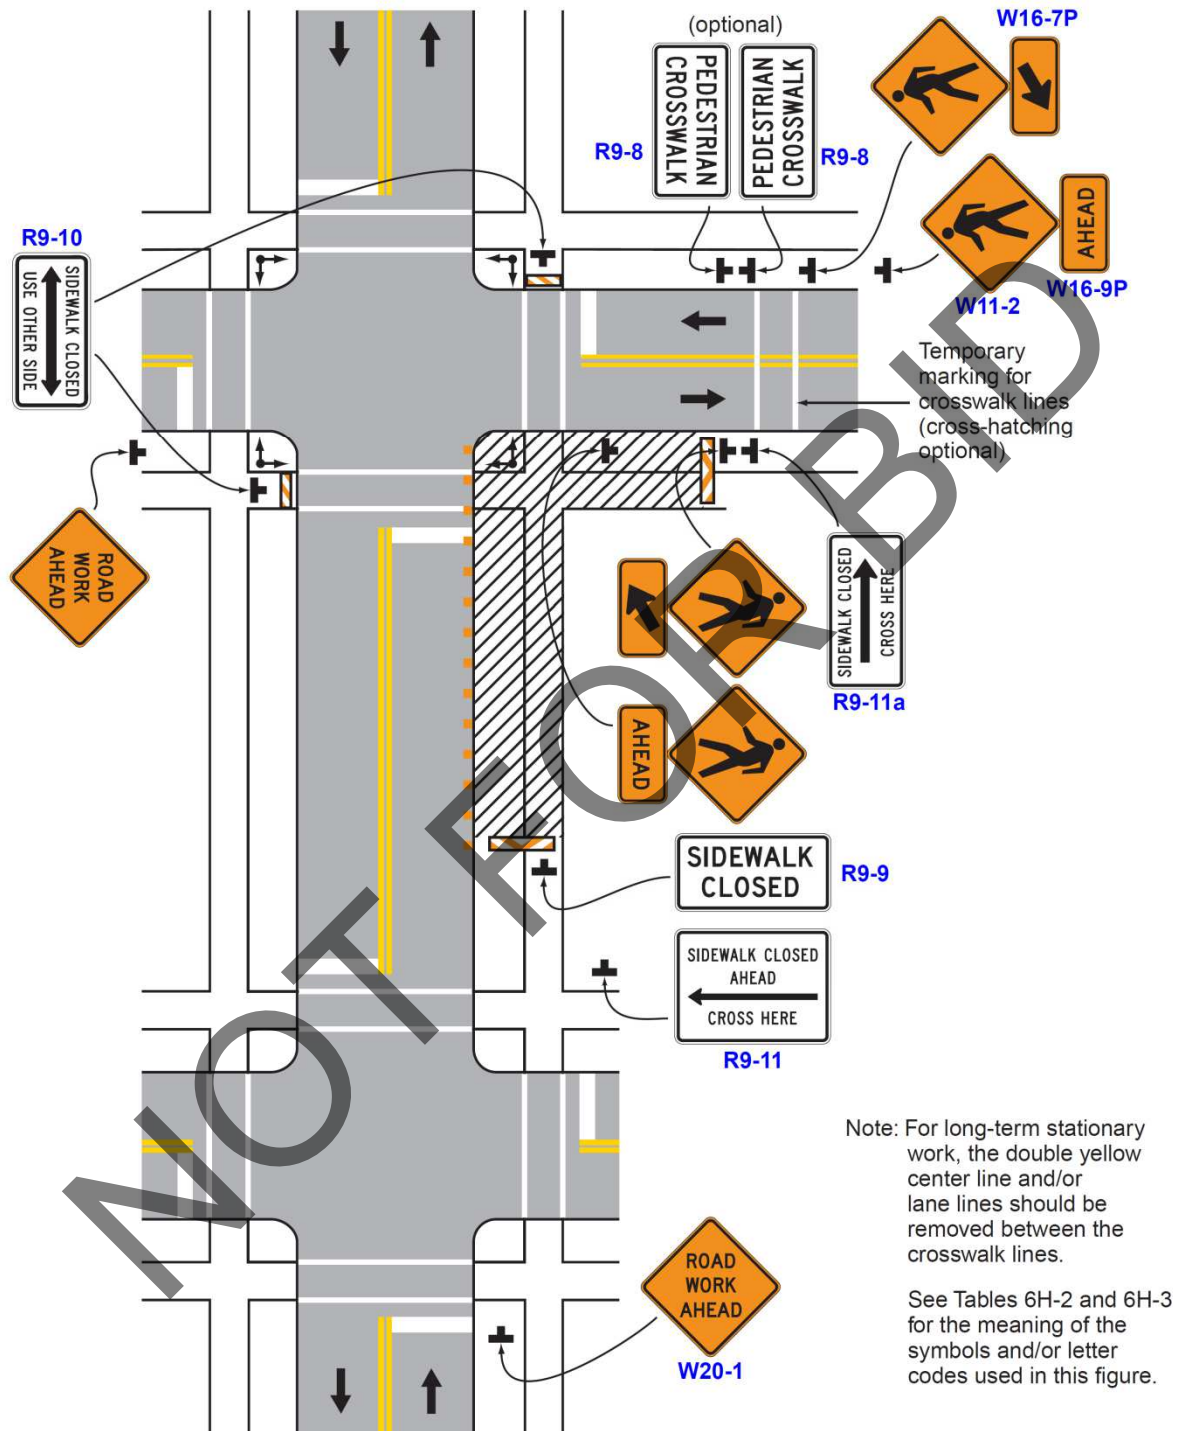 (optional)
W16-7P
PEDESTRIAN
CROSSWALK
R9-8
PEDESTRIAN
CROSSWALK
R9-8
AHEAD
W16-9P
W11-2
R9-10
SIDEWALK CLOSED
USE OTHER SIDE
Temporary
marking for
crosswalk lines
(cross-hatching
optional)
ROAD
WORK
AHEAD
SIDEWALK CLOSED
CROSS HERE
R9-11a
AHEAD
SIDEWALK
CLOSED
R9-9
SIDEWALK CLOSED
AHEAD
CROSS HERE
R9-11
Note: For long-term stationary
work, the double yellow
center line and/or
lane lines should be
removed between the
crosswalk lines.
See Tables 6H-2 and 6H-3
for the meaning of the
symbols and/or letter
codes used in this figure.
ROAD
WORK
AHEAD
W20-1
NOT FOR BID